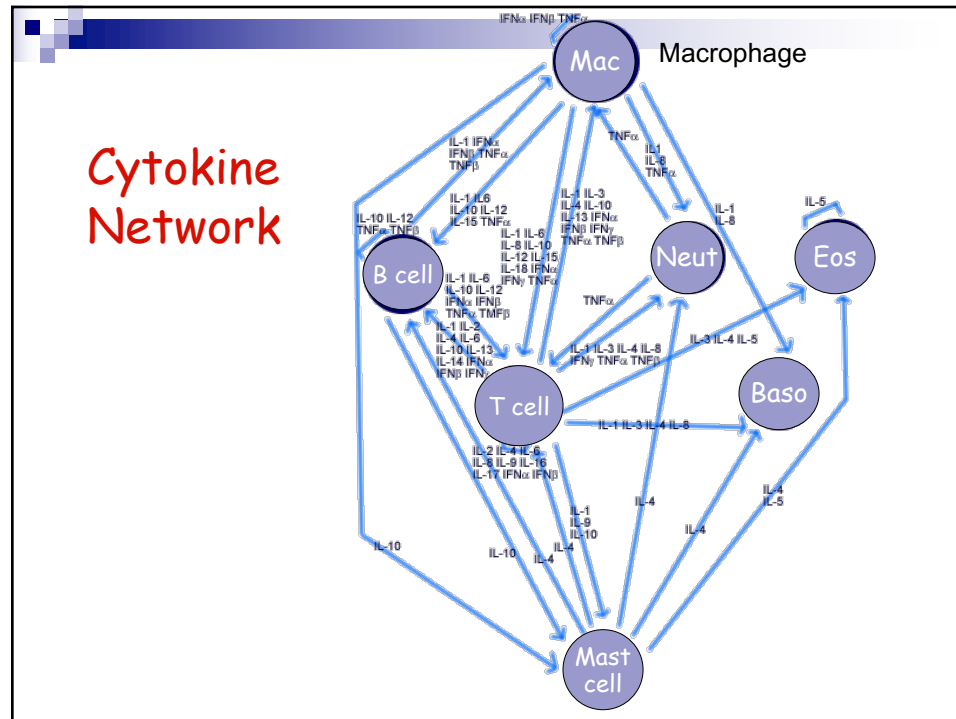 IFNα IFNβ TNFα
Mac
Macrophage
Cytokine
Network
IL-1 IFNα
IFNβ TNFα
TNFβ
TNFα
IL1
IL-8
TNFα
IL-1 IL6
IL-10 IL-12
IL-15 TNFα
IL-1 IL-3
IL-4 IL-10
IL-13 IFNα
IFNβ IFNγ
TNFα TNFβ
IL-1
IL-8
IL-5
IL-10 IL-12
TNFα TNFβ
IL-1 IL-6
IL-8 IL-10
IL-12 IL-15
IL-18 IFNα
IFNγ TNFα
B cell
Neut
Eos
IL-1 IL-6
IL-10 IL-12
IFNα IFNβ
TNFα TMFβ
TNFα
IL-1 IL-2
IL-4 IL-6
IL-10 IL-13
IL-14 IFNα
IFNβ IFNγ
IL-3 IL-4 IL-5
IL-1 IL-3 IL-4 IL-8
IFNγ TNFα TNFβ
T cell
Baso
IL-1 IL-3 IL-4 IL-8
IL-2 IL-4 IL-6
IL-8 IL-9 IL-16
IL-17 IFNα IFNβ
IL-4
IL-5
IL-4
IL-1
IL-9
IL-10
IL-4
IL-10
IL-10
IL-4
IL-4
Mast
cell